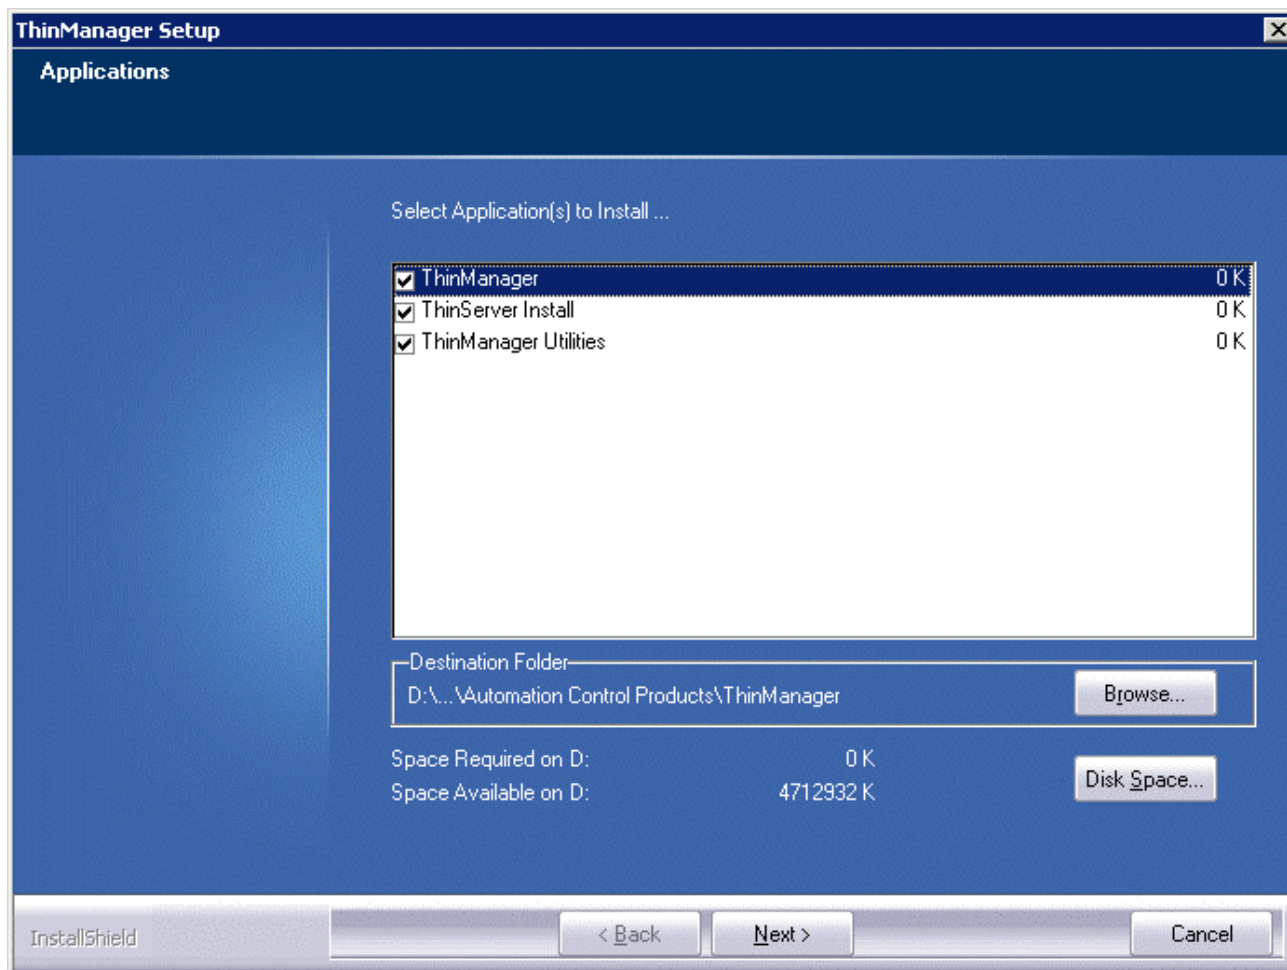 ThinManager Setup
Applications
Select Application(s) to Install ...
ThinManager 0 K
ThinServer Install 0 K
ThinManager Utilities 0 K
Destination Folder
D:\...\Automation Control Products\ThinManager
Browse...
Space Required on D: 0 K
Space Available on D: 4712932 K
Disk Space...
InstallShield
< Back
Next >
Cancel